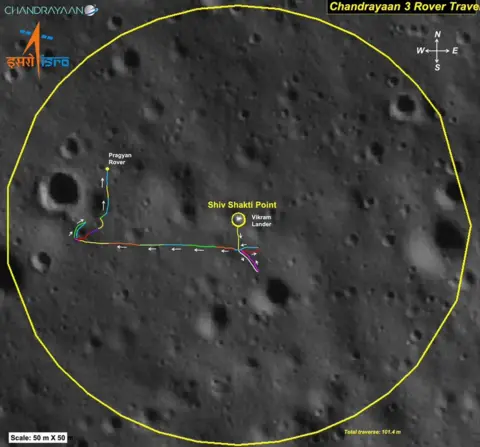 CHANDRAYAAN
Chandrayaan 3 Rover Trave
इसरो isro
N
W E
S
Pragyan
Rover
Shiv Shakti Point
Vikram
Lander
Scale: 50 m X 50
Total traverse: 101.4 m